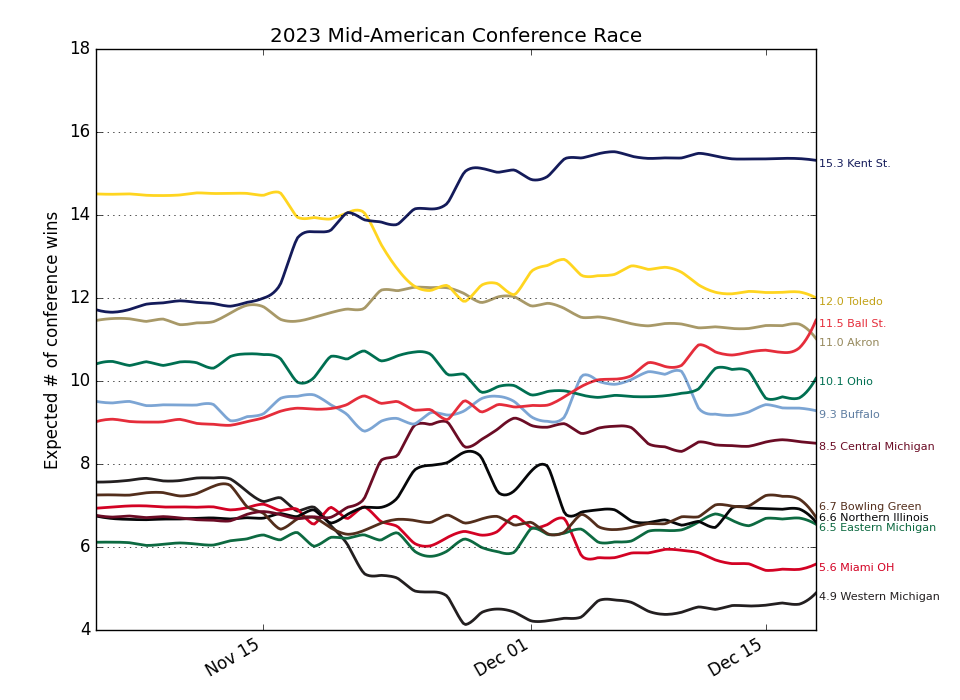 2023 Mid-American Conference Race
Expected # of conference wins
18
16
14
12
10
8
6
4
Nov 15
Dec 01
Dec 15
15.3 Kent St.
12.0 Toledo
11.5 Ball St.
11.0 Akron
10.1 Ohio
9.3 Buffalo
8.5 Central Michigan
6.7 Bowling Green
6.6 Northern Illinois
6.5 Eastern Michigan
5.6 Miami OH
4.9 Western Michigan